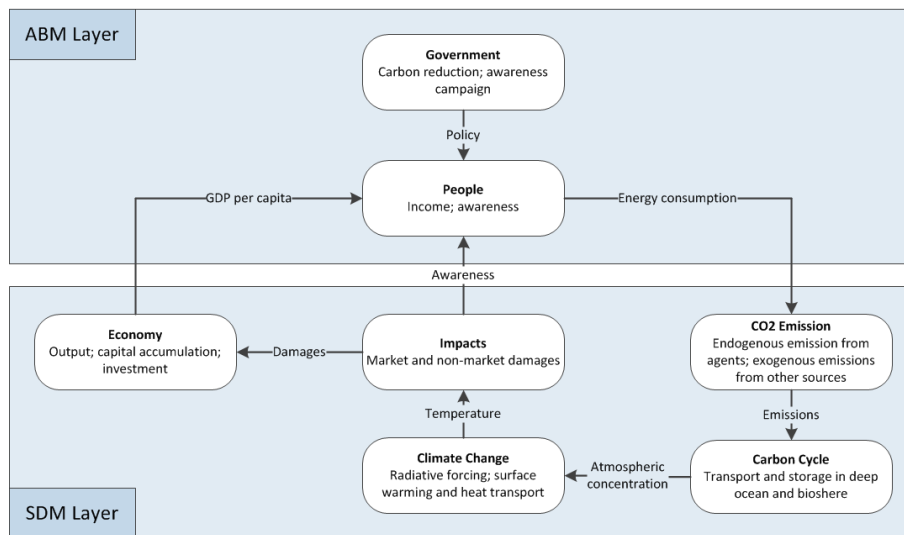 ABM Layer
Government
Carbon reduction; awareness
campaign
Policy
People
Income; awareness
GDP per capita
Energy consumption
Awareness
Economy
Output; capital accumulation;
investment
Damages
Impacts
Market and non-market damages
CO2 Emission
Endogenous emission from
agents; exogenous emissions
from other sources
Temperature
Emissions
Climate Change
Radiative forcing; surface
warming and heat transport
Atmospheric
concentration
Carbon Cycle
Transport and storage in deep
ocean and bioshere
SDM Layer